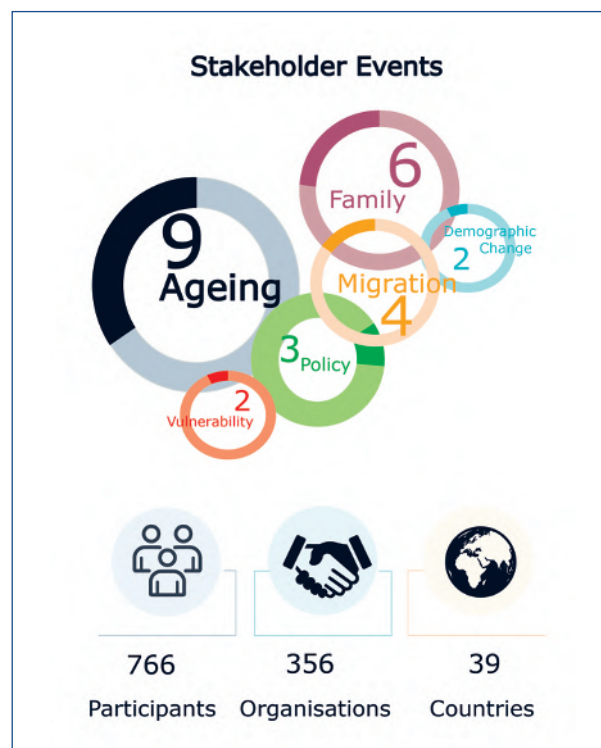 Stakeholder Events
6
Family
Demographic
Change
2
9
Ageing
Migration
4
3
Policy
2
Vulnerability
766
356
39
Participants
Organisations
Countries